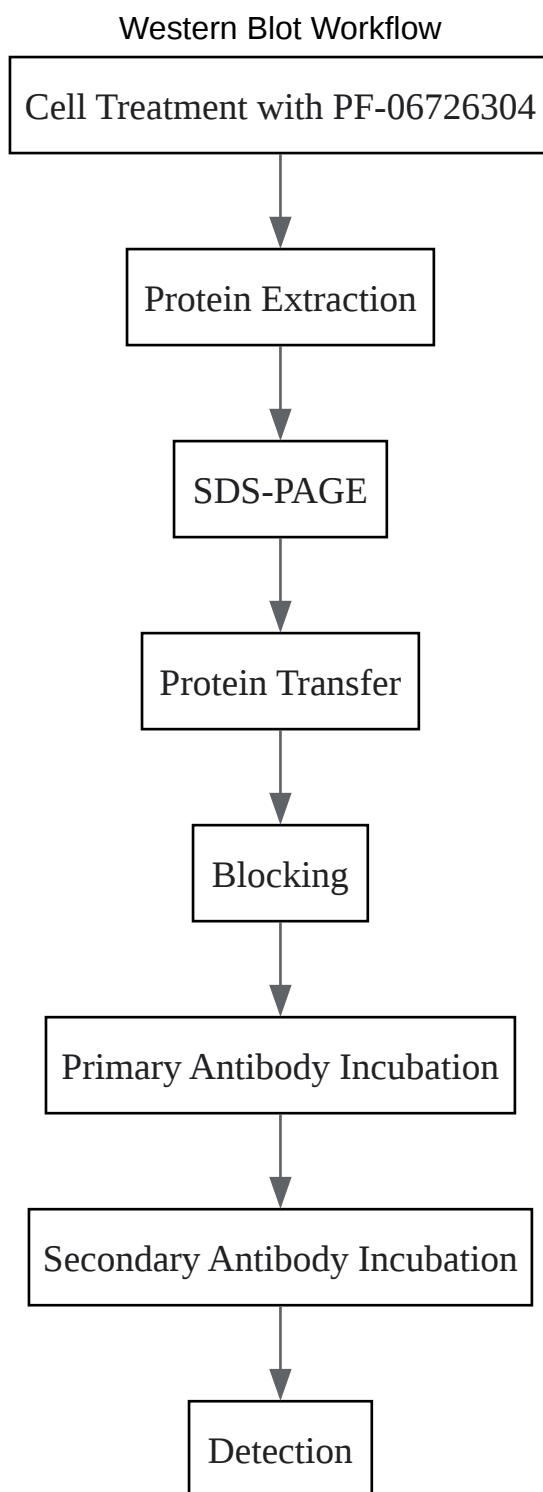 Western Blot Workflow
Cell Treatment with PF-06726304
Protein Extraction
SDS-PAGE
Protein Transfer
Blocking
Primary Antibody Incubation
Secondary Antibody Incubation
Detection